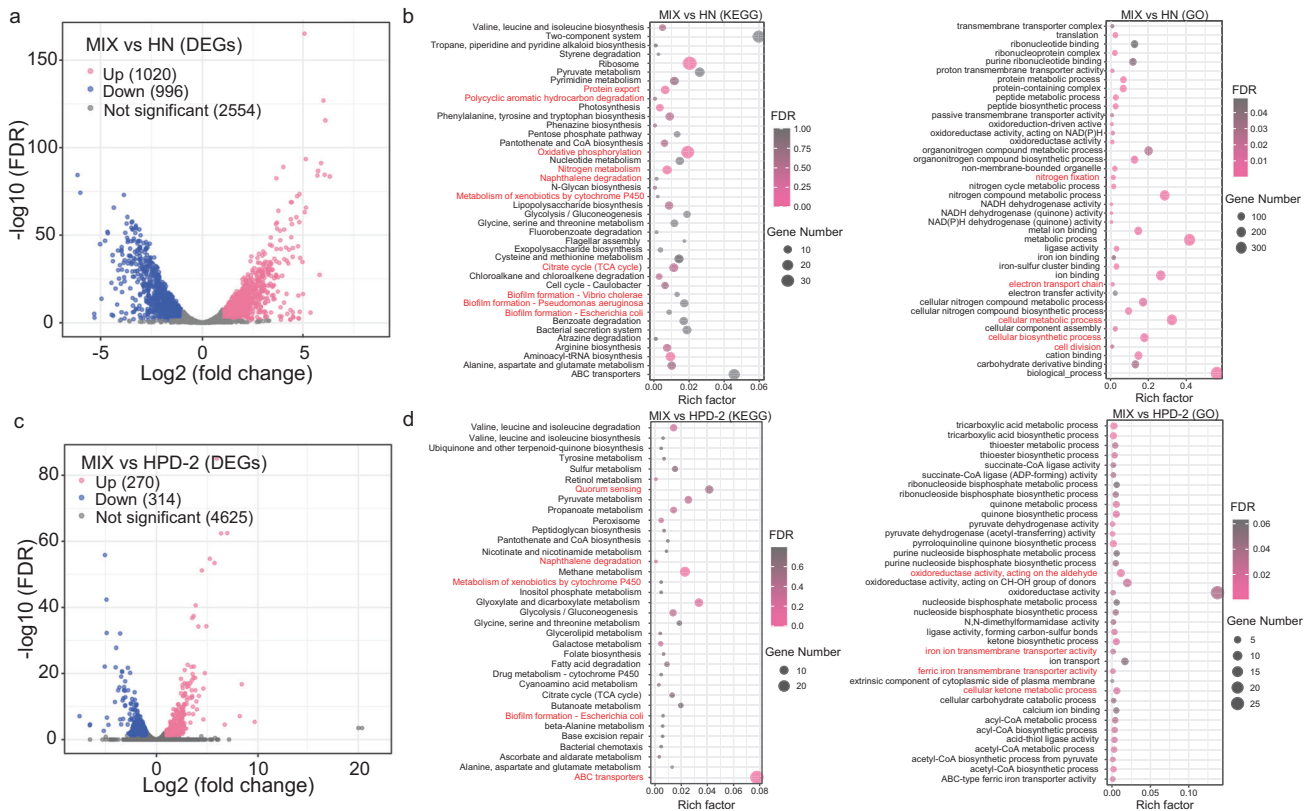 a
MIX vs HN (DEGs)
Up (1020)
Down (996)
Not significant (2554)
150
100
50
0
-log10 (FDR)
-5
0
5
Log2 (fold change)
b
MIX vs HN (KEGG)
Valine, leucine and isoleucine biosynthesis
Two-component system
Tropane, piperidine and pyridine alkaloid biosynthesis
Styrene degradation
Ribosome
Pyruvate metabolism
Pyrimidine metabolism
Protein export
Polycyclic aromatic hydrocarbon degradation
Photosynthesis
Phenylalanine, tyrosine and tryptophan biosynthesis
Phenazine biosynthesis
Pentose phosphate pathway
Pantothenate and CoA biosynthesis
Oxidative phosphorylation
Nucleotide metabolism
Nitrogen metabolism
Naphthalene degradation
N-Glycan biosynthesis
Metabolism of xenobiotics by cytochrome P450
Lipopolysaccharide biosynthesis
Glycolysis / Gluconeogenesis
Glycine, serine and threonine metabolism
Fluorobenzoate degradation
Flagellar assembly
Exopolysaccharide biosynthesis
Cysteine and methionine metabolism
Citrate cycle (TCA cycle)
Chloroalkane and chloroalkene degradation
Cell cycle - Caulobacter
Biofilm formation - Vibrio cholerae
Biofilm formation - Pseudomonas aeruginosa
Biofilm formation - Escherichia coli
Benzoate degradation
Bacterial secretion system
Atrazine degradation
Arginine biosynthesis
Aminoacyl-tRNA biosynthesis
Alanine, aspartate and glutamate metabolism
ABC transporters
0.00
0.02
0.04
0.06
Rich factor
FDR
1.00
0.75
0.50
0.25
0.00
Gene Number
10
20
30
MIX vs HN (GO)
transmembrane transporter complex
translation
ribonucleotide binding
ribonucleoprotein complex
purine ribonucleotide binding
proton transmembrane transporter activity
protein metabolic process
protein-containing complex
peptide metabolic process
peptide biosynthetic process
passive transmembrane transporter activity
oxidoreduction-driven active
oxidoreductase activity, acting on NAD(P)H
oxidoreductase activity
organonitrogen compound metabolic process
organonitrogen compound biosynthetic process
non-membrane-bounded organelle
nitrogen fixation
nitrogen cycle metabolic process
nitrogen compound metabolic process
NADH dehydrogenase activity
NADH dehydrogenase (quinone) activity
NAD(P)H dehydrogenase (quinone) activity
metal ion binding
metabolic process
ligase activity
iron ion binding
iron-sulfur cluster binding
ion binding
electron transport chain
electron transfer activity
cellular nitrogen compound metabolic process
cellular nitrogen compound biosynthetic process
cellular metabolic process
cellular component assembly
cellular biosynthetic process
cell division
cation binding
carbohydrate derivative binding
biological_process
0.0
0.2
0.4
Rich factor
FDR
0.04
0.03
0.02
0.01
Gene Number
100
200
300
c
MIX vs HPD-2 (DEGs)
Up (270)
Down (314)
Not significant (4625)
80
60
40
20
0
-log10 (FDR)
0
10
20
Log2 (fold change)
d
MIX vs HPD-2 (KEGG)
Valine, leucine and isoleucine degradation
Valine, leucine and isoleucine biosynthesis
Ubiquinone and other terpenoid-quinone biosynthesis
Tyrosine metabolism
Sulfur metabolism
Retinol metabolism
Quorum sensing
Pyruvate metabolism
Propanoate metabolism
Peroxisome
Peptidoglycan biosynthesis
Pantothenate and CoA biosynthesis
Nicotinate and nicotinamide metabolism
Naphthalene degradation
Methane metabolism
Metabolism of xenobiotics by cytochrome P450
Inositol phosphate metabolism
Glyoxylate and dicarboxylate metabolism
Glycolysis / Gluconeogenesis
Glycine, serine and threonine metabolism
Glycerolipid metabolism
Galactose metabolism
Folate biosynthesis
Fatty acid degradation
Drug metabolism - cytochrome P450
Cyanoamino acid metabolism
Citrate cycle (TCA cycle)
Butanoate metabolism
Biofilm formation - Escherichia coli
beta-Alanine metabolism
Base excision repair
Bacterial chemotaxis
Ascorbate and aldarate metabolism
Alanine, aspartate and glutamate metabolism
ABC transporters
0.00
0.02
0.04
0.06
0.08
Rich factor
FDR
0.6
0.4
0.2
0.0
Gene Number
10
20
MIX vs HPD-2 (GO)
tricarboxylic acid metabolic process
tricarboxylic acid biosynthetic process
thioester metabolic process
thioester biosynthetic process
succinate-CoA ligase activity
succinate-CoA ligase (ADP-forming) activity
ribonucleoside bisphosphate metabolic process
ribonucleoside bisphosphate biosynthetic process
quinone metabolic process
quinone biosynthetic process
pyruvate dehydrogenase activity
pyruvate dehydrogenase (acetyl-transferring) activity
pyrroloquinoline quinone biosynthetic process
purine nucleoside bisphosphate metabolic process
purine nucleoside bisphosphate biosynthetic process
oxidoreductase activity, acting on the aldehyde
oxidoreductase activity, acting on CH-OH group of donors
oxidoreductase activity
nucleoside bisphosphate metabolic process
nucleoside bisphosphate biosynthetic process
N,N-dimethylformamidase activity
ligase activity, forming carbon-sulfur bonds
ketone biosynthetic process
iron ion transmembrane transporter activity
ion transport
ferric iron transmembrane transporter activity
extrinsic component of cytoplasmic side of plasma membrane
cellular ketone metabolic process
cellular carbohydrate catabolic process
calcium ion binding
acyl-CoA metabolic process
acyl-CoA biosynthetic process
acid-thiol ligase activity
acetyl-CoA metabolic process
acetyl-CoA biosynthetic process from pyruvate
acetyl-CoA biosynthetic process
ABC-type ferric iron transporter activity
0.00
0.05
0.10
Rich factor
FDR
0.06
0.04
0.02
Gene Number
5
10
15
20
25